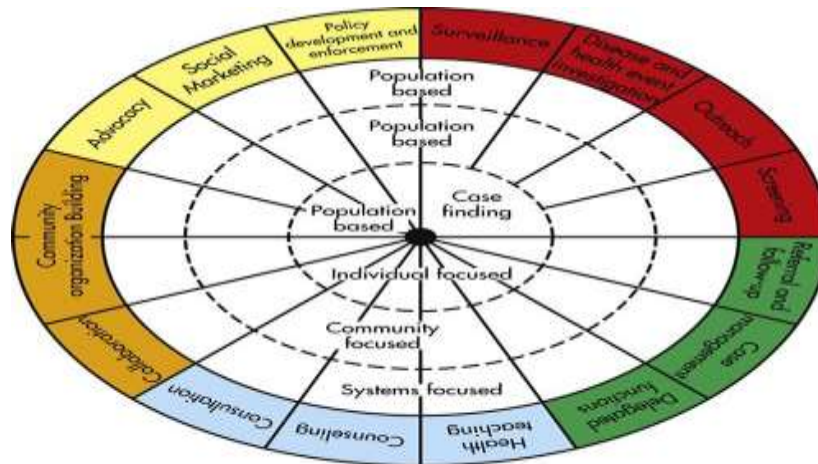 Policy
development and
enforcement
Surveillance
Disease and
health event
investigation
Outreach
Screening
Referral and
follow-up
Case
management
Delegated
functions
Health
teaching
Counseling
Consultation
Collaboration
Community
organization Building
Advocacy
Social
Marketing
Population
based
Population
based
Population
based
Case
finding
Individual focused
Community
focused
Systems focused